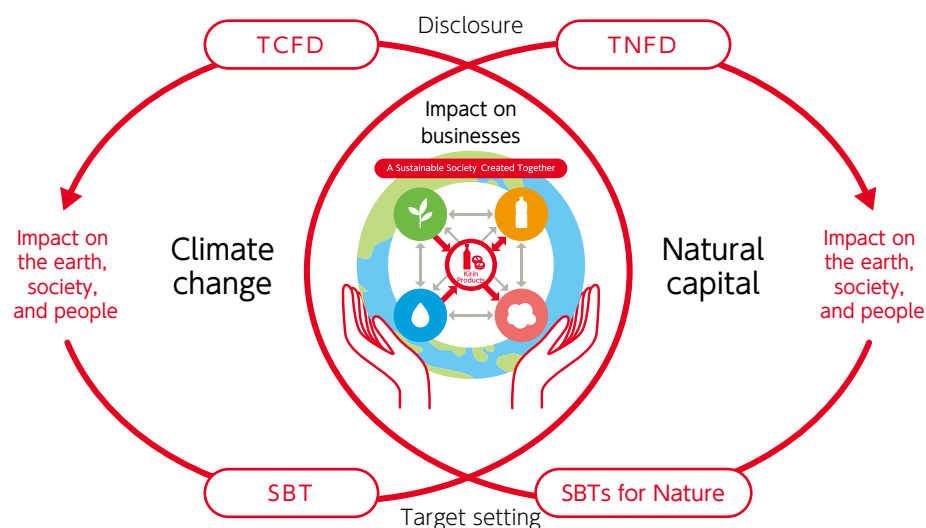 Disclosure
TCFD
TNFD
Impact on
businesses
A Sustainable Society Created Together
Kirin
Products
Impact on
the earth,
society,
and people
Climate
change
Natural
capital
Impact on
the earth,
society,
and people
SBT
SBTs for Nature
Target setting